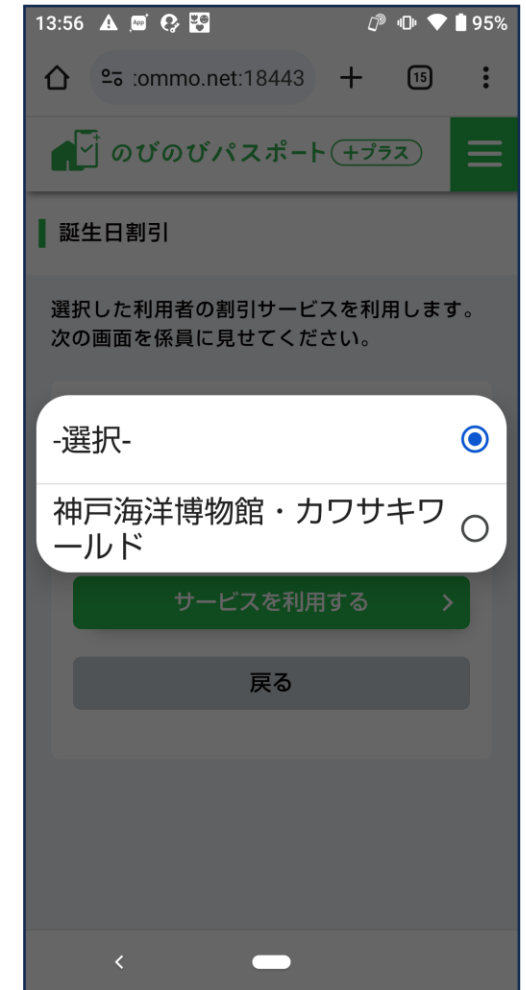 13:56
95%
:ommo.net:18443
15
のびのびパスポート +プラス
誕生日割引
選択した利用者の割引サービスを利用します。
次の画面を係員に見せてください。
-選択-
神戸海洋博物館・カワサキワ
ールド
サービスを利用する
戻る